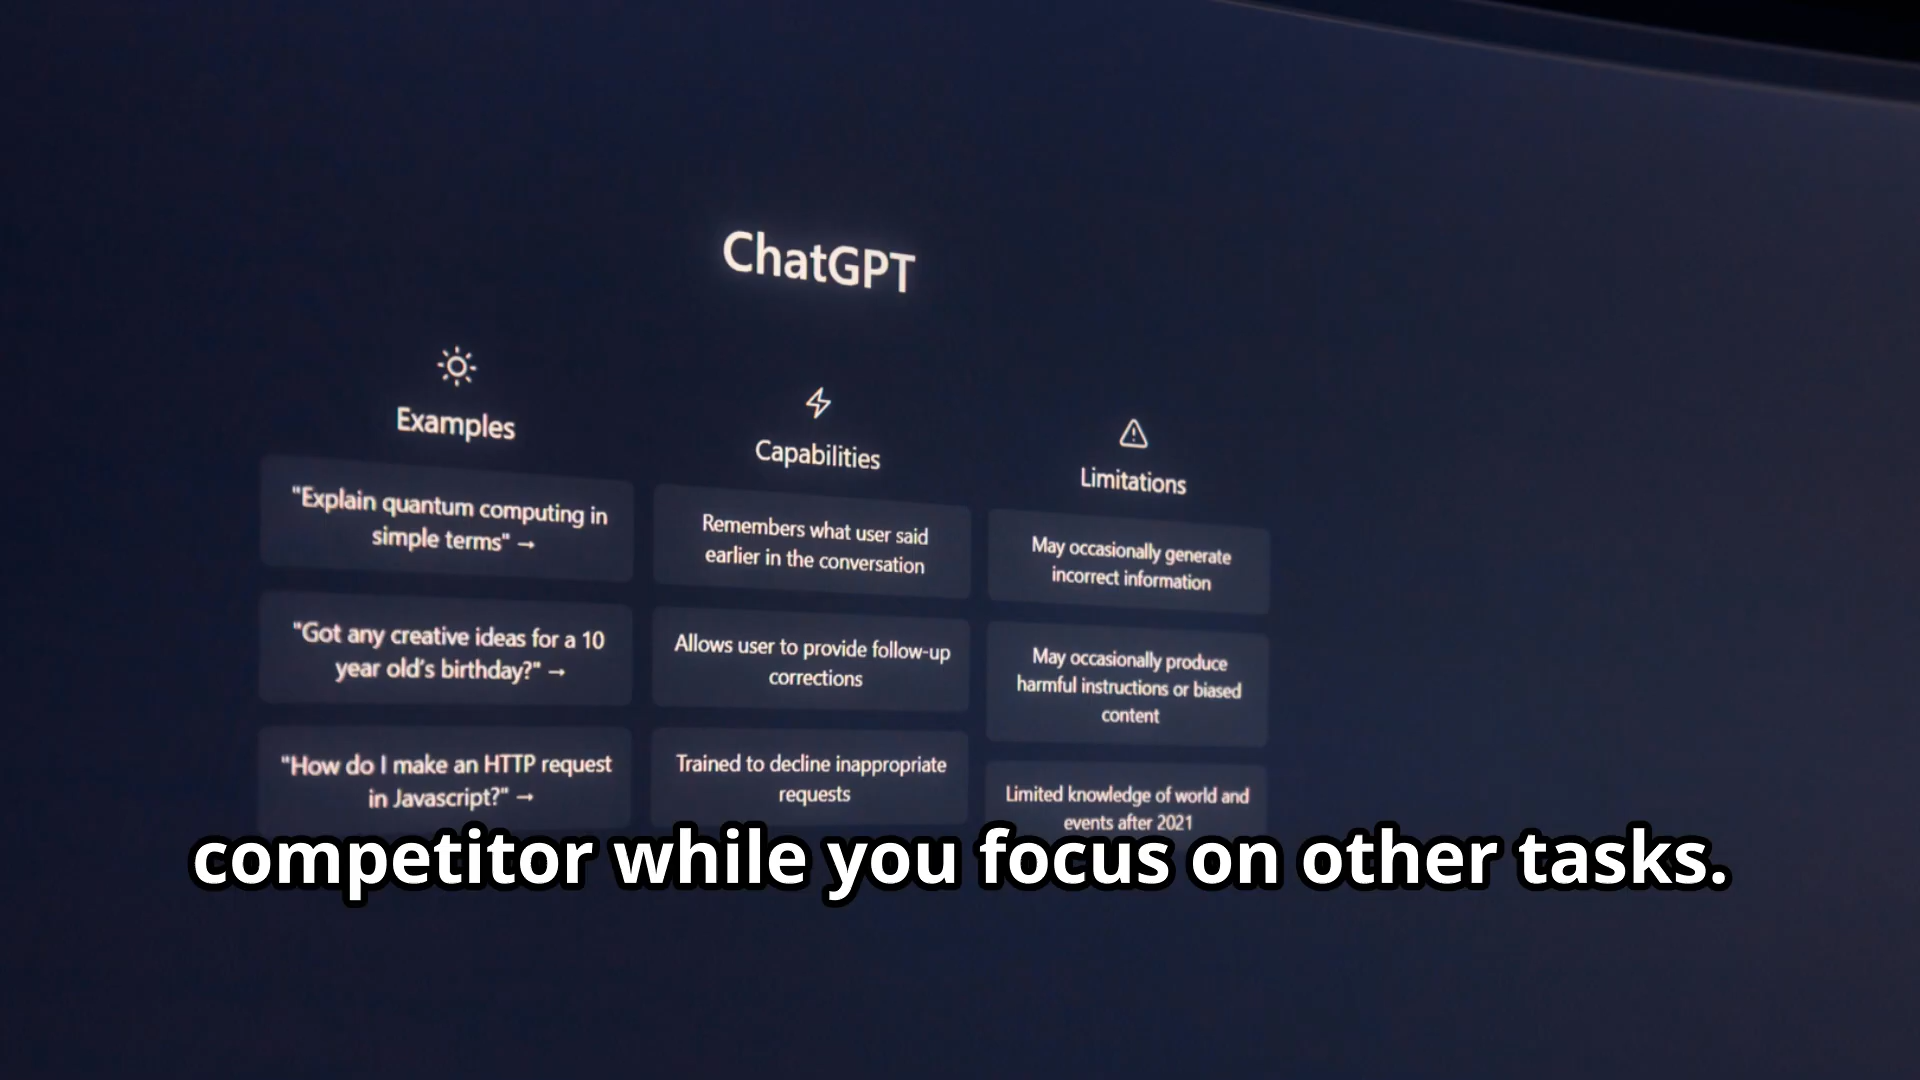 ChatGPT
Examples
"Explain quantum computing in
simple terms" →
"Got any creative ideas for a 10
year old's birthday?" →
"How do I make an HTTP request
in Javascript?" →
Capabilities
Remembers what user said
earlier in the conversation
Allows user to provide follow-up
corrections
Trained to decline inappropriate
requests
Limitations
May occasionally generate
incorrect information
May occasionally produce
harmful instructions or biased
content
Limited knowledge of world and
events after 2021
competitor while you focus on other tasks.